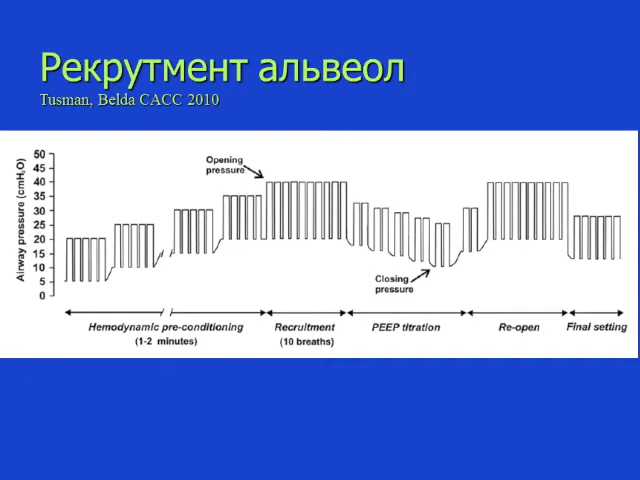 Рекрутмент альвеол
Tusman, Belda CACC 2010
Airway pressure (cmH₂O)
50
45
40
35
30
25
20
15
10
5
0
Opening
pressure
Closing
pressure
Hemodynamic pre-conditioning
(1-2 minutes)
Recruitment
(10 breaths)
PEEP titration
Re-open
Final setting